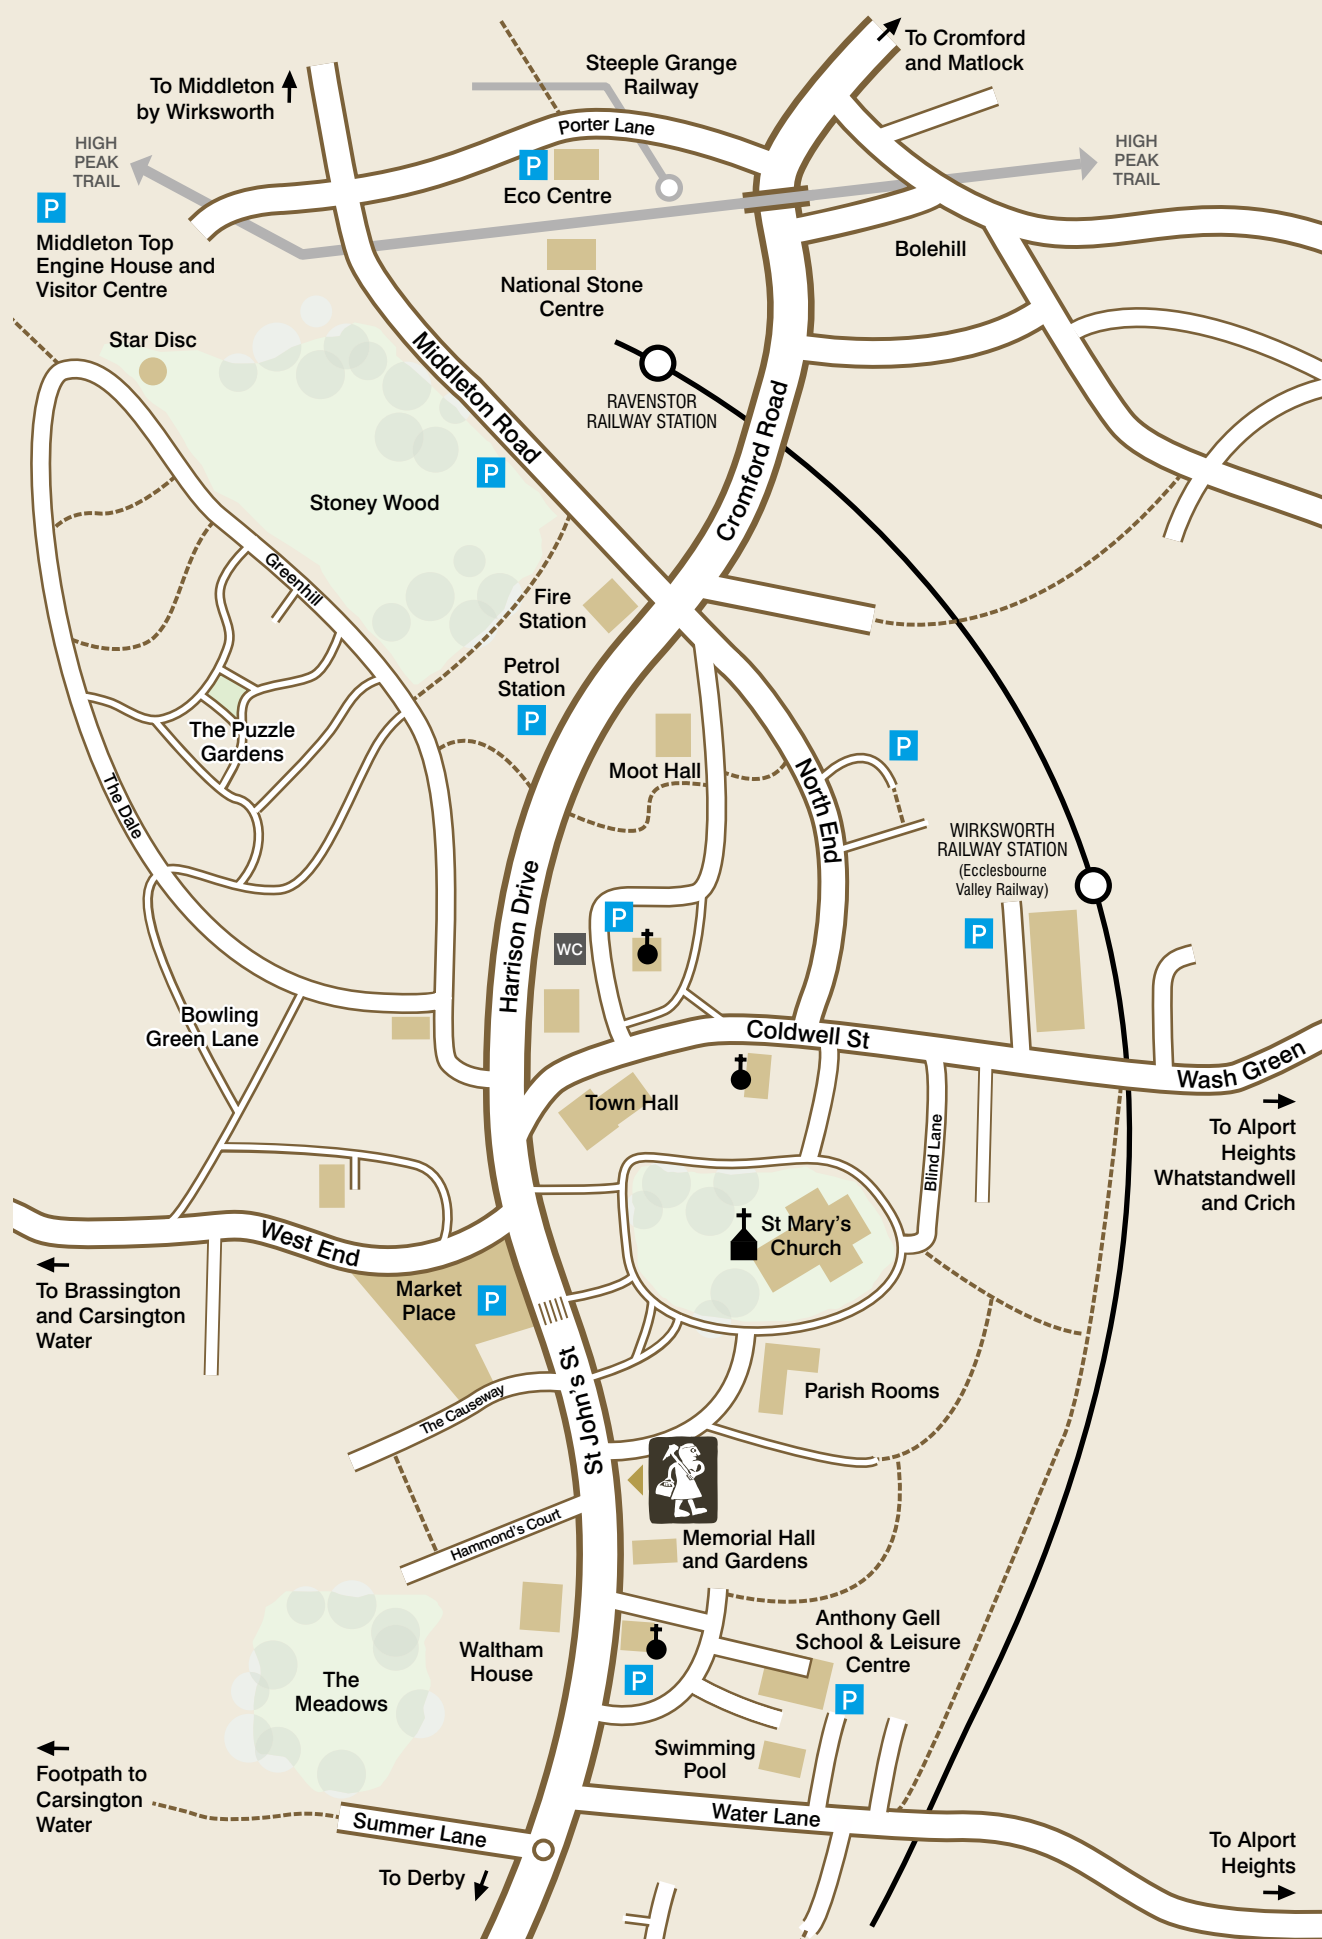 To Cromford
and Matlock
Steeple Grange
Railway
To Middleton
by Wirksworth
Porter Lane
HIGH
PEAK
TRAIL
HIGH
PEAK
TRAIL
P
Eco Centre
P
Middleton Top
Engine House and
Visitor Centre
Bolehill
National Stone
Centre
Star Disc
Middleton Road
RAVENSTOR
RAILWAY STATION
Cromford Road
P
Stoney Wood
Greenhill
Fire
Station
Petrol
Station
P
The Puzzle
Gardens
Moot Hall
P
North End
The Dale
WIRKSWORTH
RAILWAY STATION
(Ecclesbourne
Valley Railway)
P
Harrison Drive
P
WC
Bowling
Green Lane
Coldwell St
Wash Green
Town Hall
To Alport
Heights
Whatstandwell
and Crich
Blind Lane
St Mary's
Church
West End
To Brassington
and Carsington
Water
Market
Place
P
St John's St
The Causeway
Parish Rooms
Hammond's Court
Memorial Hall
and Gardens
Anthony Gell
School & Leisure
Centre
P
Waltham
House
P
The
Meadows
Swimming
Pool
Footpath to
Carsington
Water
Summer Lane
Water Lane
To Derby
To Alport
Heights